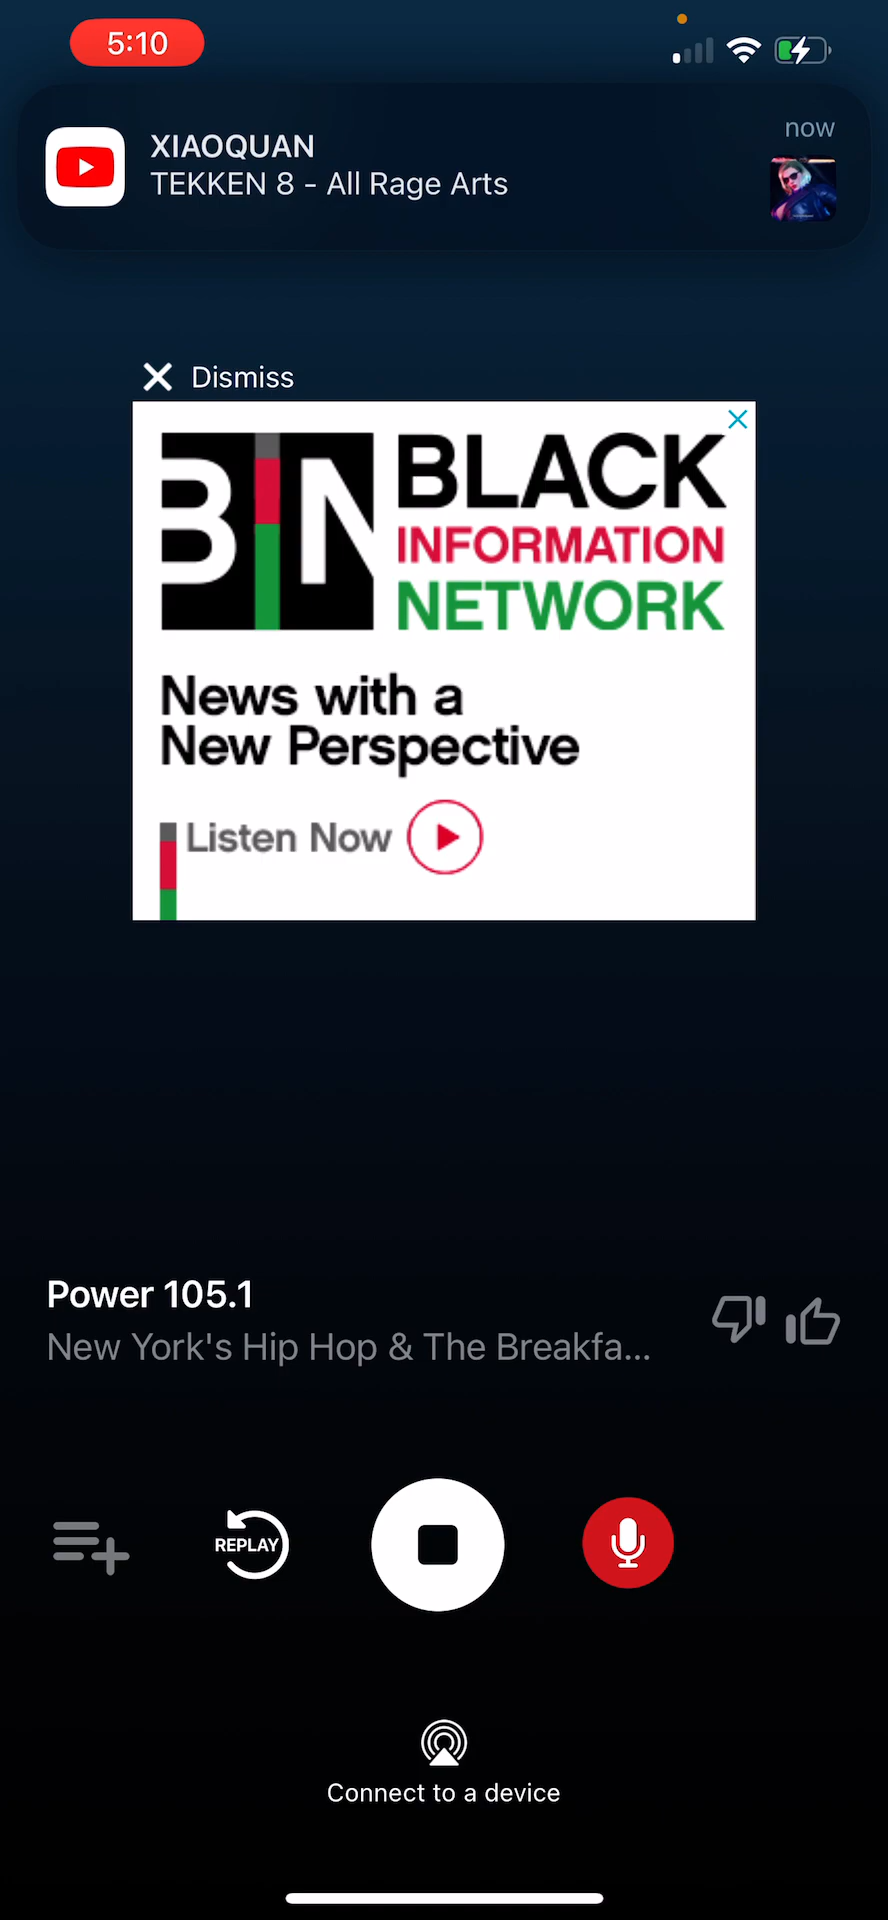 5:10
XIAOQUAN
now
TEKKEN 8 - All Rage Arts
Dismiss
BIN
BLACK
INFORMATION
NETWORK
News with a
New Perspective
Listen Now
Power 105.1
New York's Hip Hop & The Breakfa...
REPLAY
Connect to a device